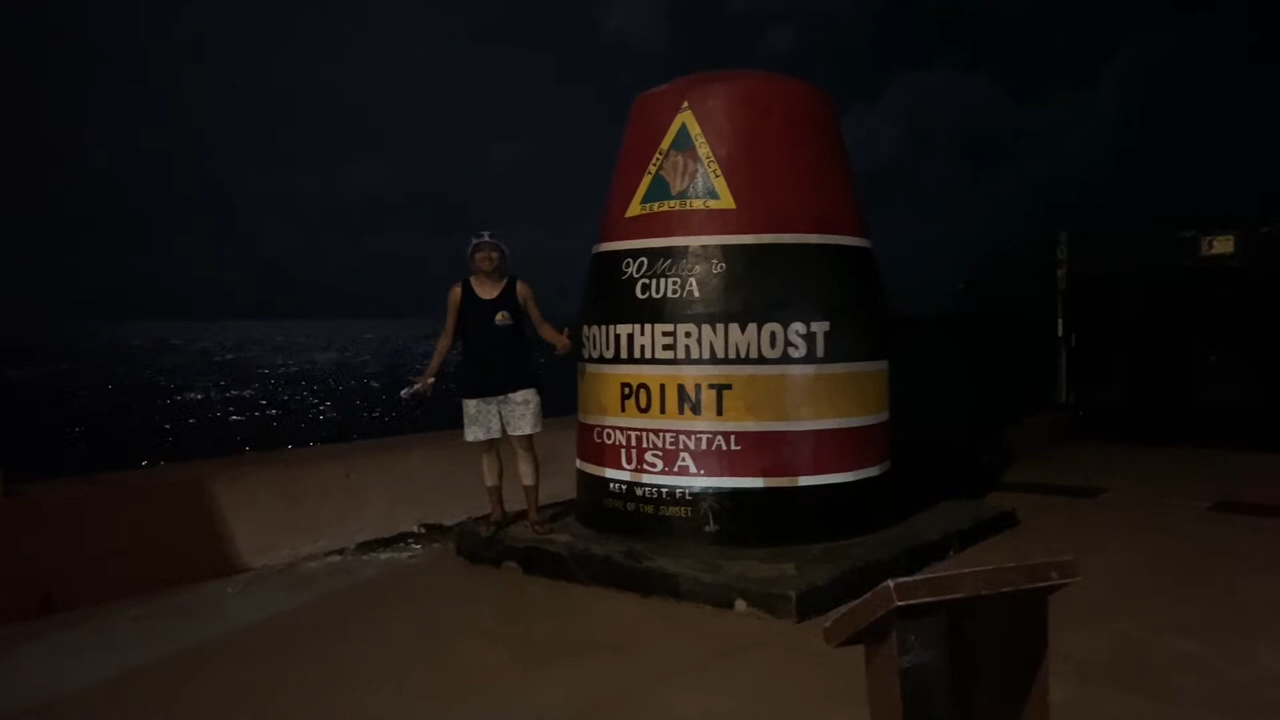 THE CONCH
REPUBLIC
90 Miles to
CUBA
SOUTHERNMOST
POINT
CONTINENTAL
U.S.A.
KEY WEST, FL
HOME OF THE SUNSET